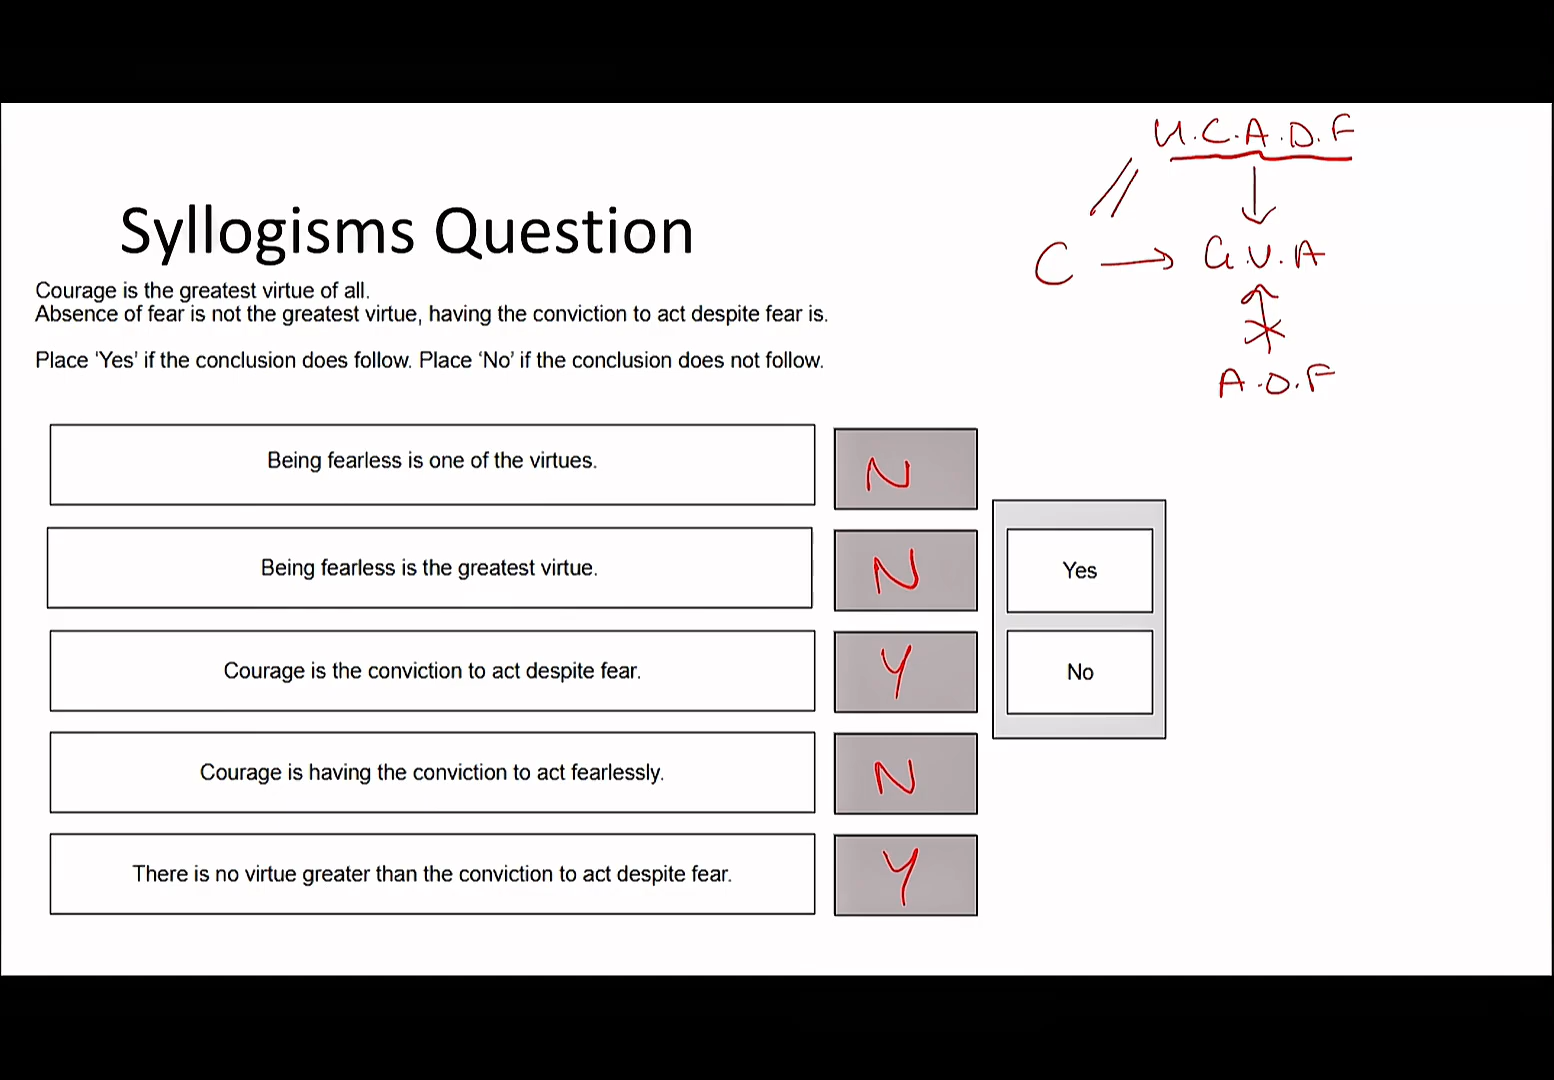 H.C.A.D.F
C → G.V.A
A.O.F
Syllogisms Question
Courage is the greatest virtue of all.
Absence of fear is not the greatest virtue, having the conviction to act despite fear is.
Place 'Yes' if the conclusion does follow. Place ‘No’ if the conclusion does not follow.
Being fearless is one of the virtues. N
Being fearless is the greatest virtue. N
Yes
Courage is the conviction to act despite fear. Y
No
Courage is having the conviction to act fearlessly. N
There is no virtue greater than the conviction to act despite fear. Y